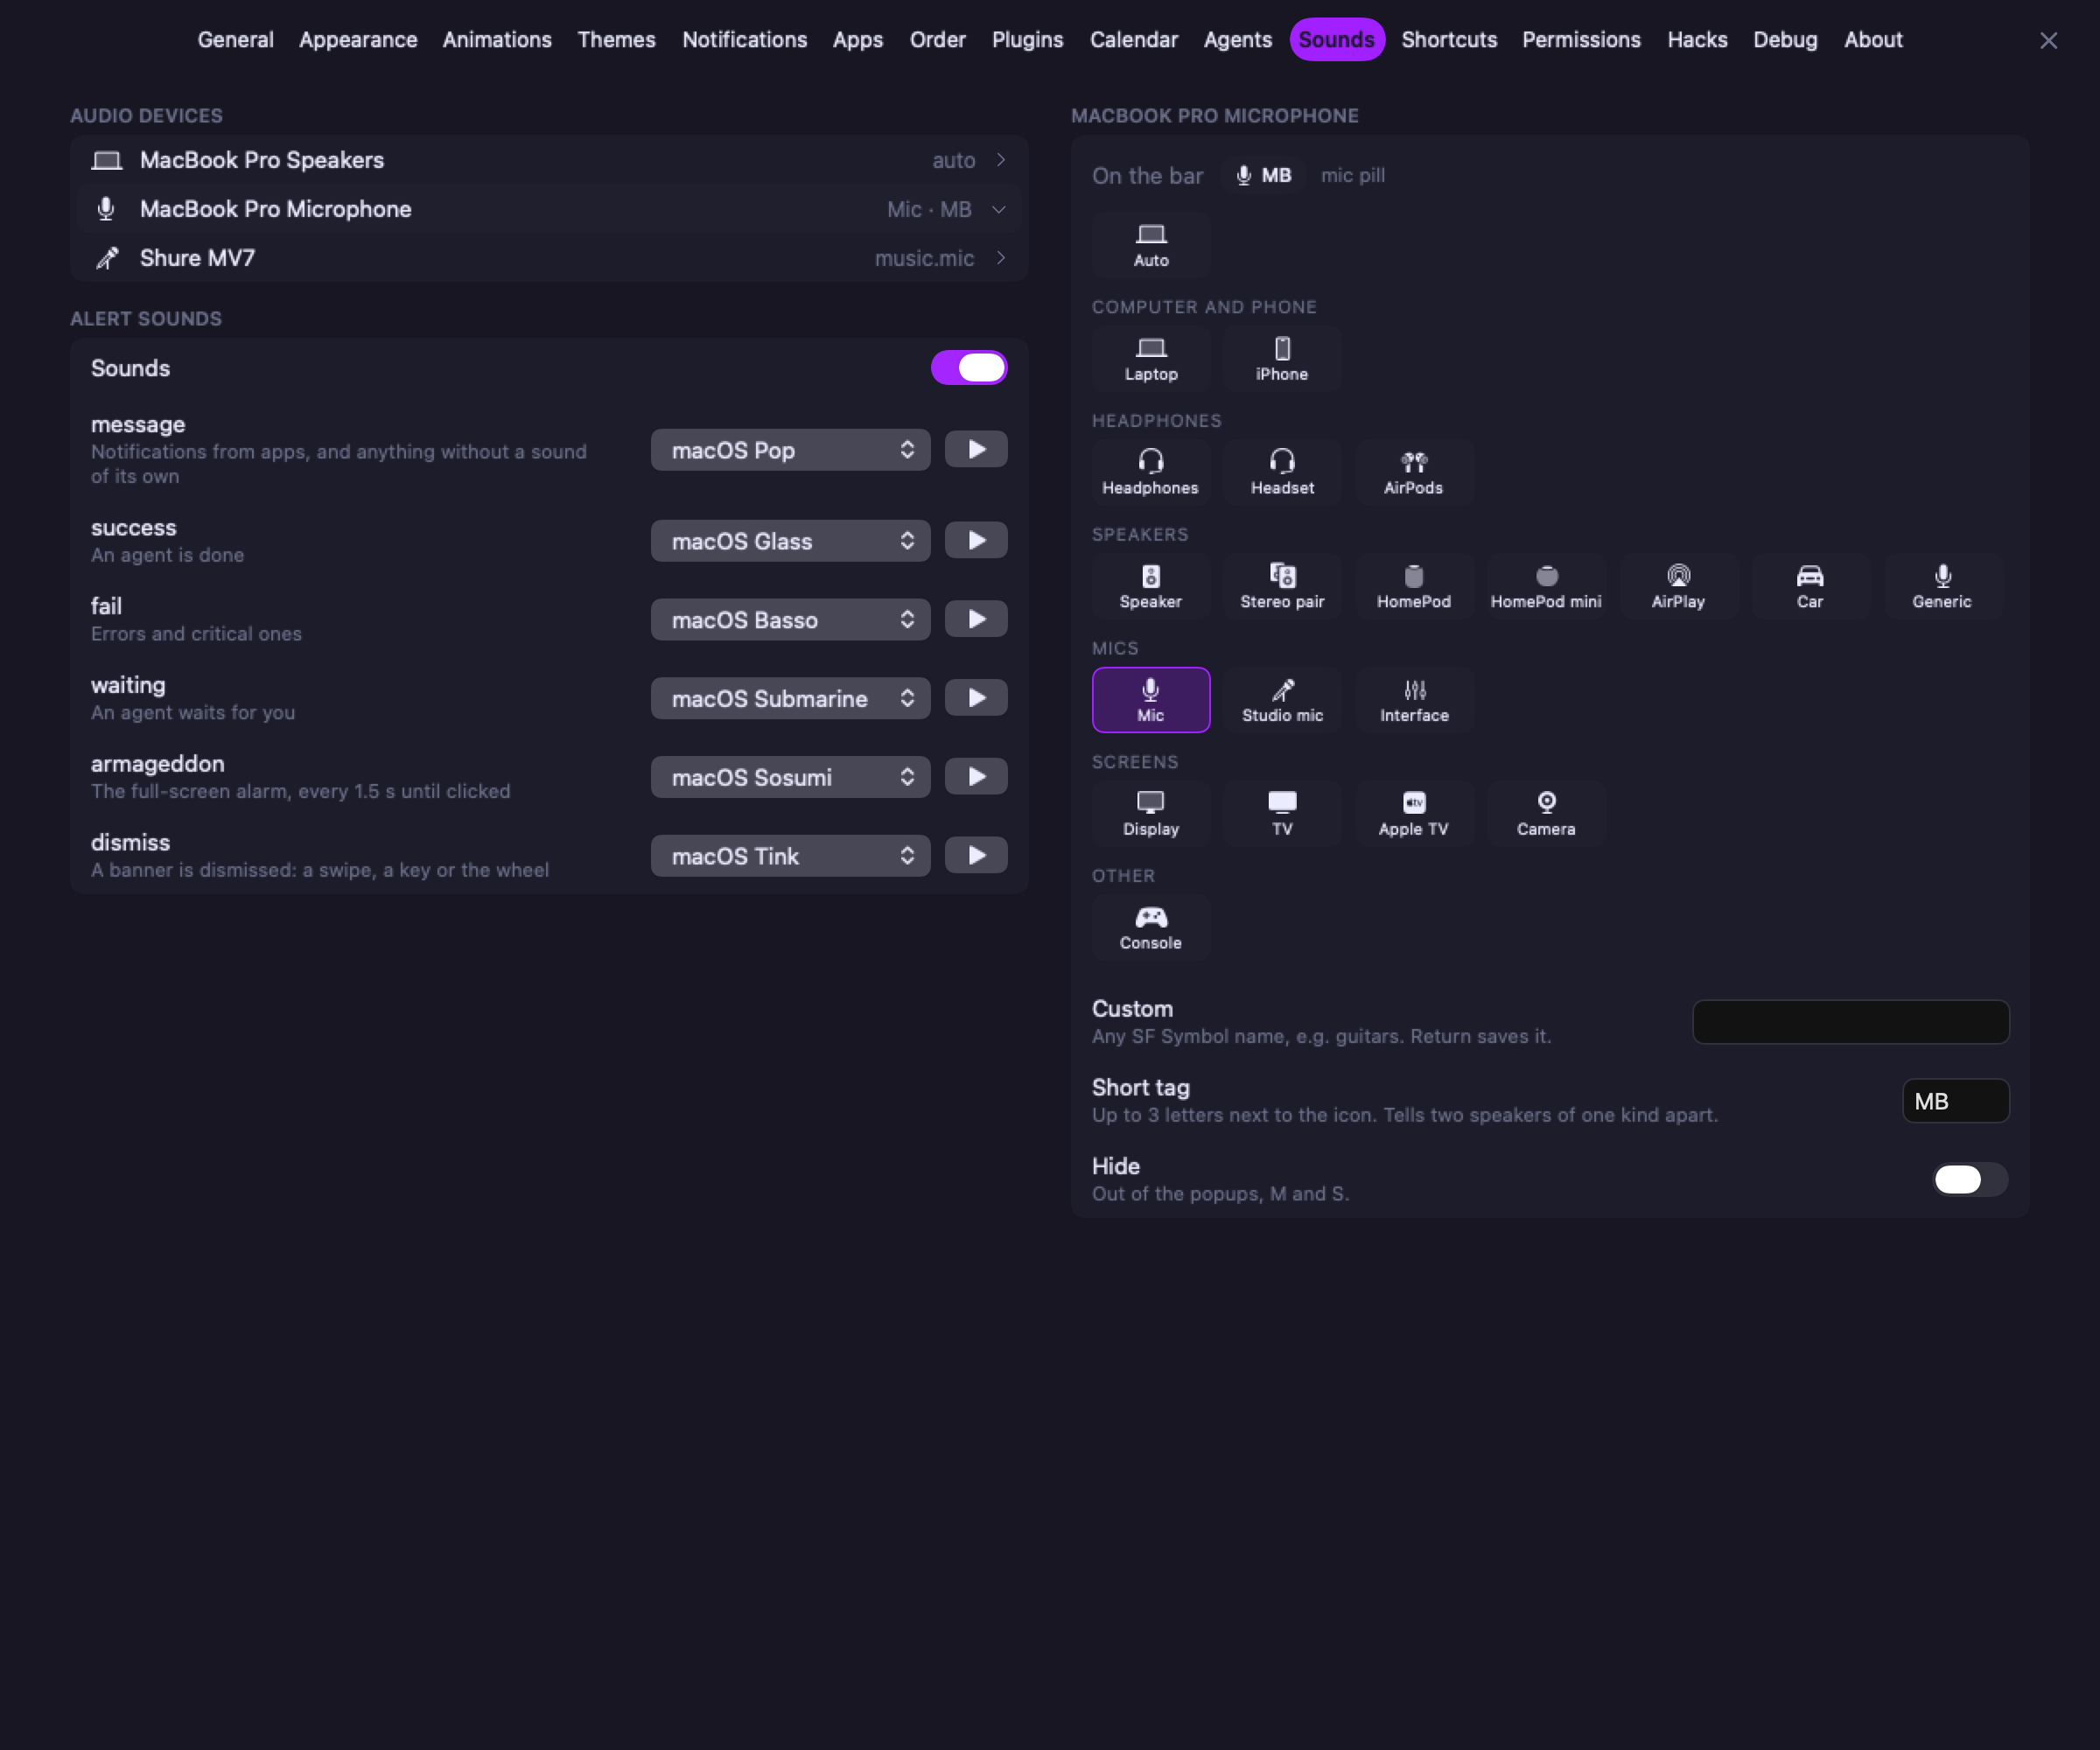 General Appearance Animations Themes Notifications Apps Order Plugins Calendar Agents Sounds Shortcuts Permissions Hacks Debug About
AUDIO DEVICES
MacBook Pro Speakers auto
MacBook Pro Microphone Mic · MB
Shure MV7 music.mic
ALERT SOUNDS
Sounds
message
Notifications from apps, and anything without a sound
of its own
macOS Pop
success
An agent is done
macOS Glass
fail
Errors and critical ones
macOS Basso
waiting
An agent waits for you
macOS Submarine
armageddon
The full-screen alarm, every 1.5 s until clicked
macOS Sosumi
dismiss
A banner is dismissed: a swipe, a key or the wheel
macOS Tink
MACBOOK PRO MICROPHONE
On the bar MB mic pill
Auto
COMPUTER AND PHONE
Laptop iPhone
HEADPHONES
Headphones Headset AirPods
SPEAKERS
Speaker Stereo pair HomePod HomePod mini AirPlay Car Generic
MICS
Mic Studio mic Interface
SCREENS
Display TV Apple TV Camera
OTHER
Console
Custom
Any SF Symbol name, e.g. guitars. Return saves it.
Short tag
Up to 3 letters next to the icon. Tells two speakers of one kind apart.
MB
Hide
Out of the popups, M and S.